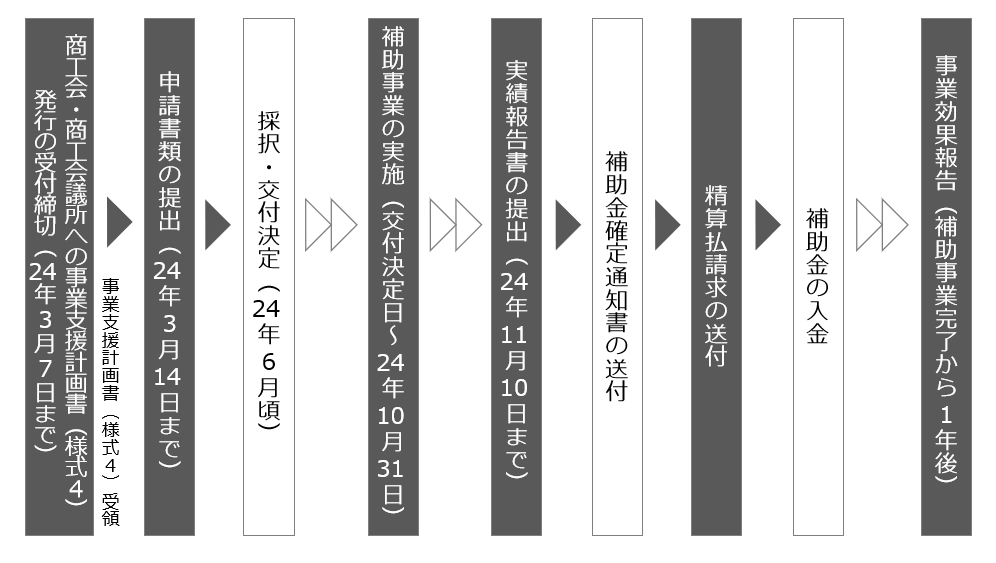 商工会・商工会議所への事業支援計画書（様式４）
発行の受付締切（24年３月７日まで）
事業支援計画書（様式４）受領
申請書類の提出（24年３月14日まで）
採択・交付決定（24年６月頃）
補助事業の実施（交付決定日～24年10月31日）
実績報告書の提出（24年11月10日まで）
補助金確定通知書の送付
精算払請求の送付
補助金の入金
事業効果報告（補助事業完了から１年後）